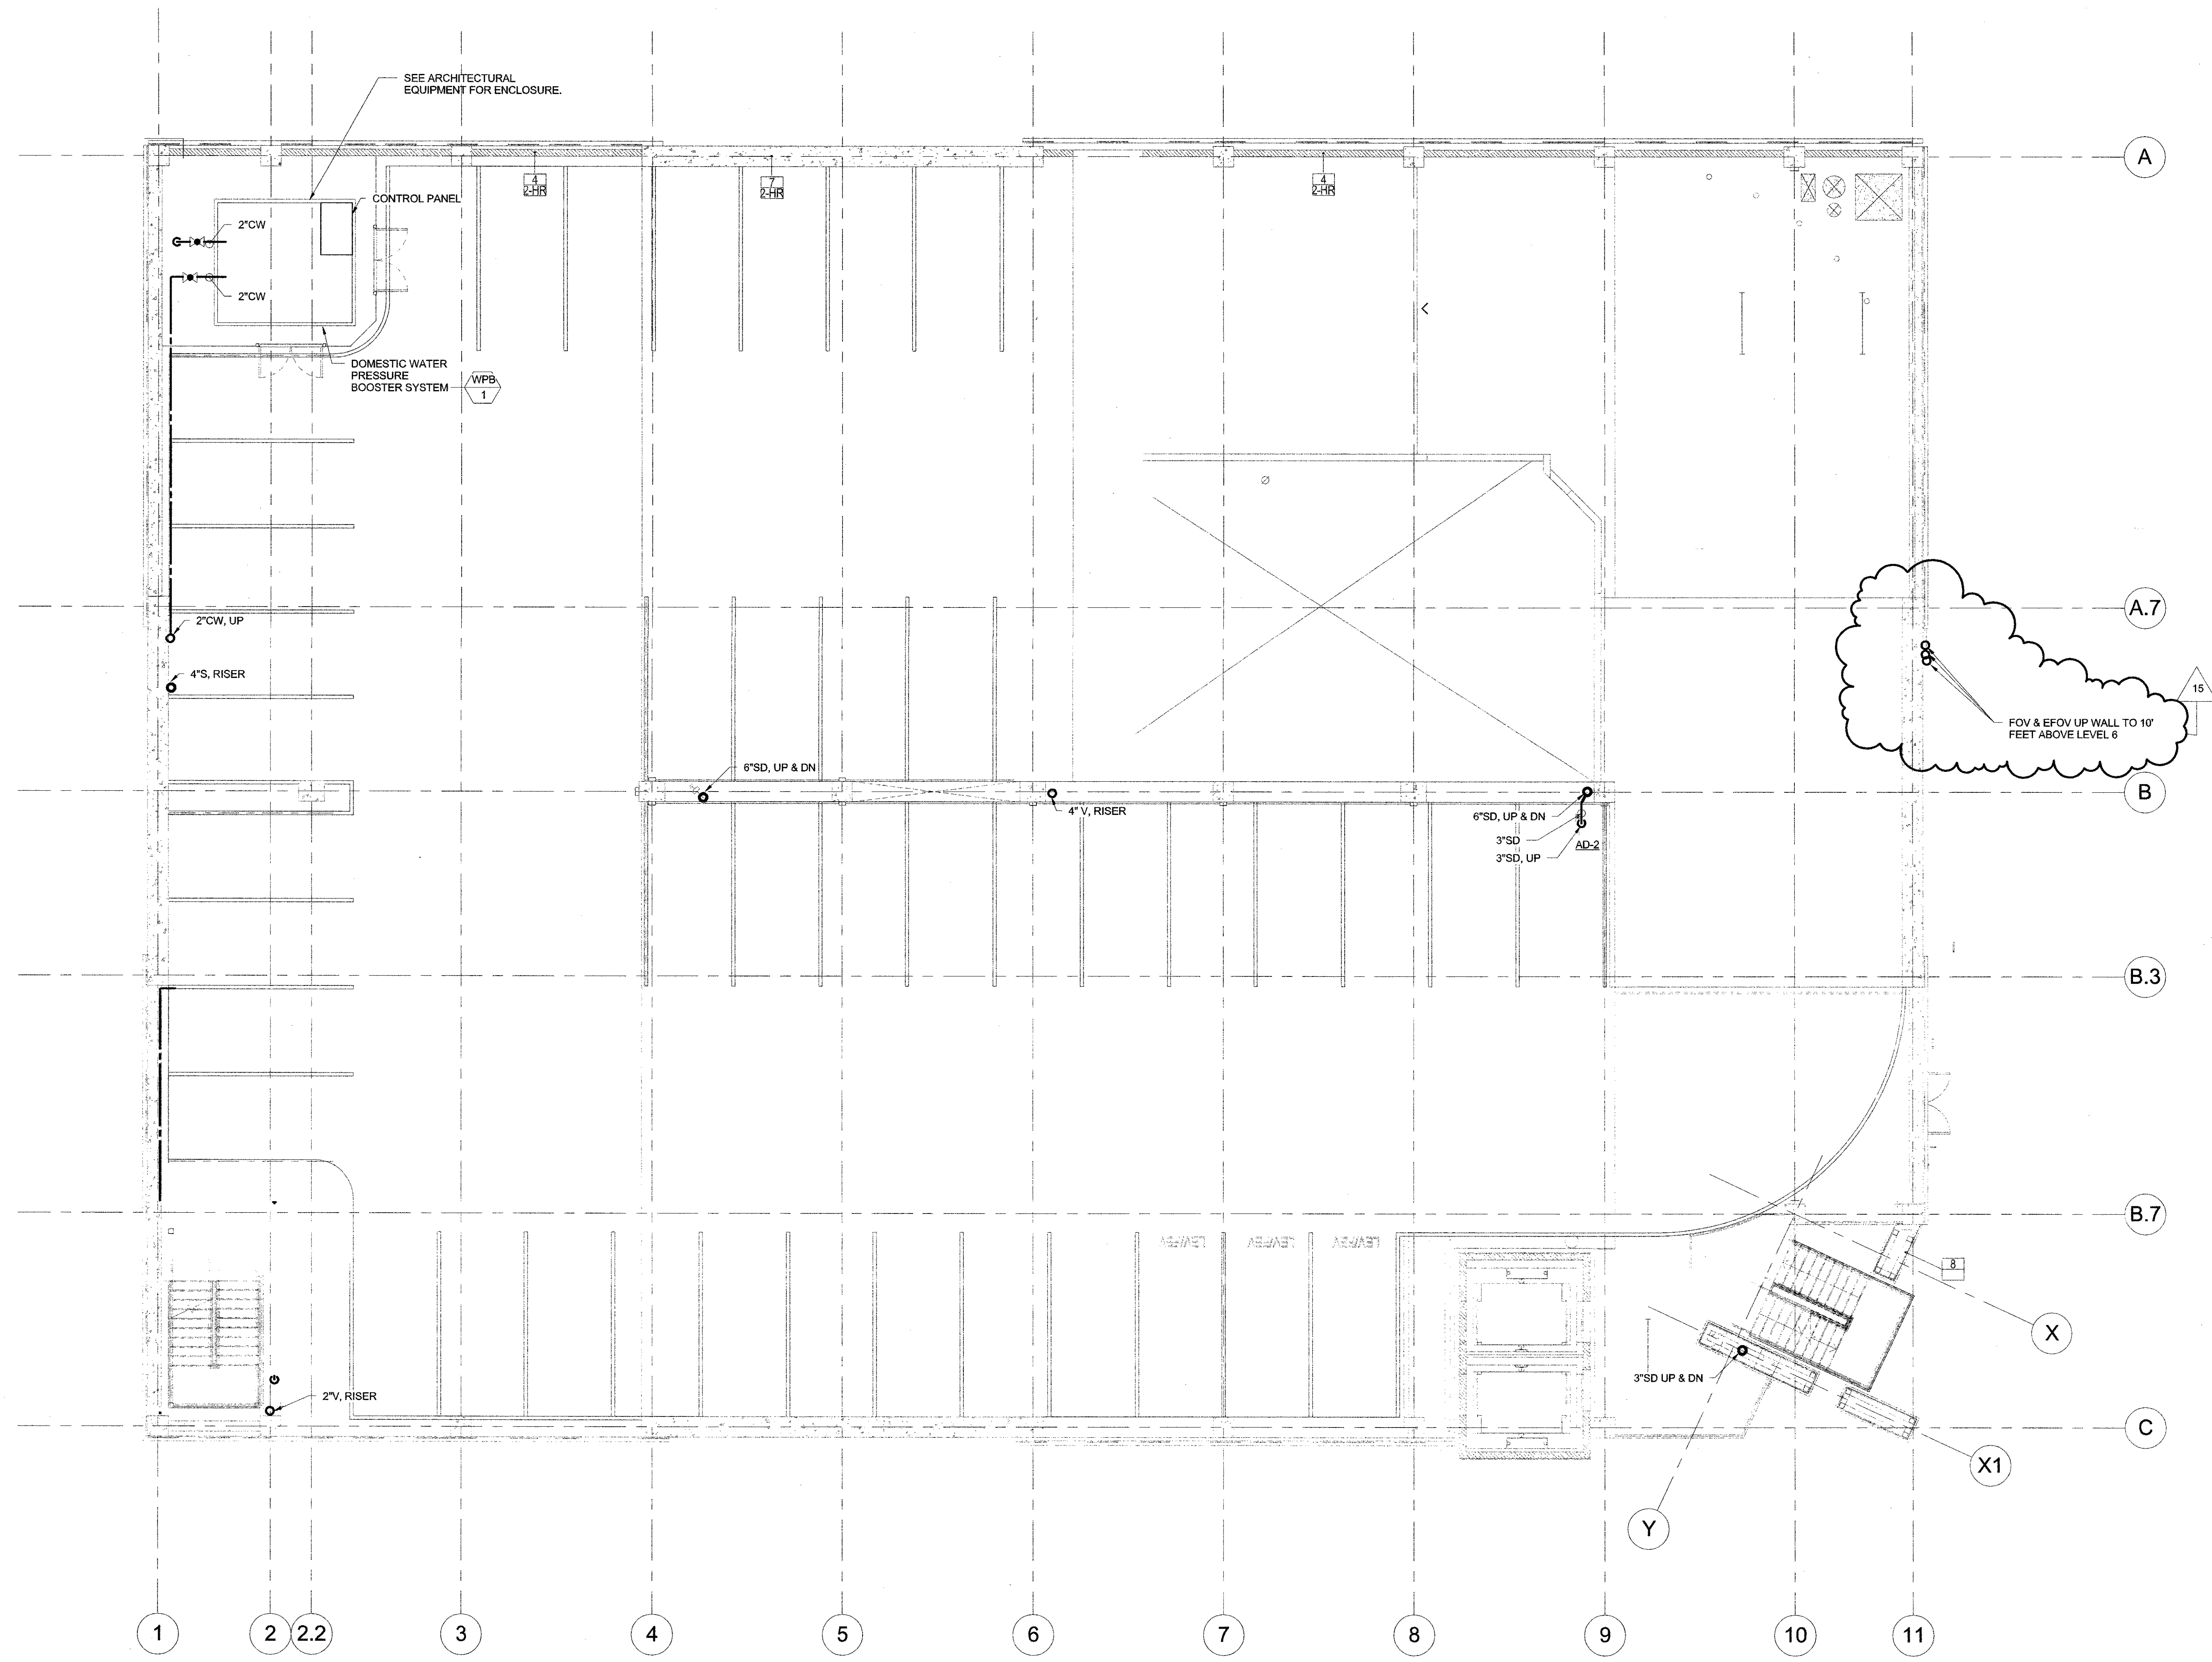 SEE ARCHITECTURAL
EQUIPMENT FOR ENCLOSURE.
A
4
2-HR
7
2-HR
4
2-HR
CONTROL PANEL
2"CW
2"CW
DOMESTIC WATER
PRESSURE
BOOSTER SYSTEM
WPB
1
A.7
2"CW, UP
4"S, RISER
15
FOV & EFOV UP WALL TO 10'
FEET ABOVE LEVEL 6
6"SD, UP & DN
B
4" V, RISER
6"SD, UP & DN
3"SD
3"SD, UP
AD-2
B.3
B.7
8
X
3"SD UP & DN
2"V, RISER
C
X1
Y
1
2
2.2
3
4
5
6
7
8
9
10
11